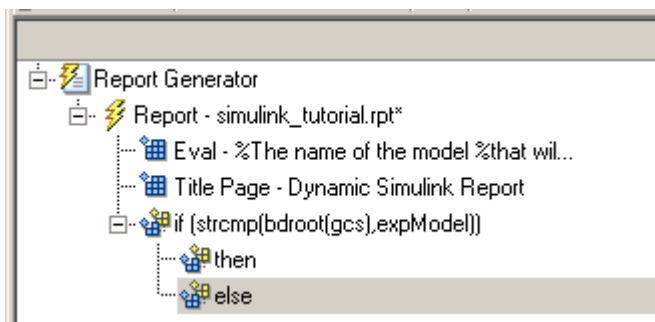 Report Generator
Report - simulink_tutorial.rpt*
Eval - %The name of the model %that wil...
Title Page - Dynamic Simulink Report
if (strcmp(bdroot(gcs),expModel))
then
else